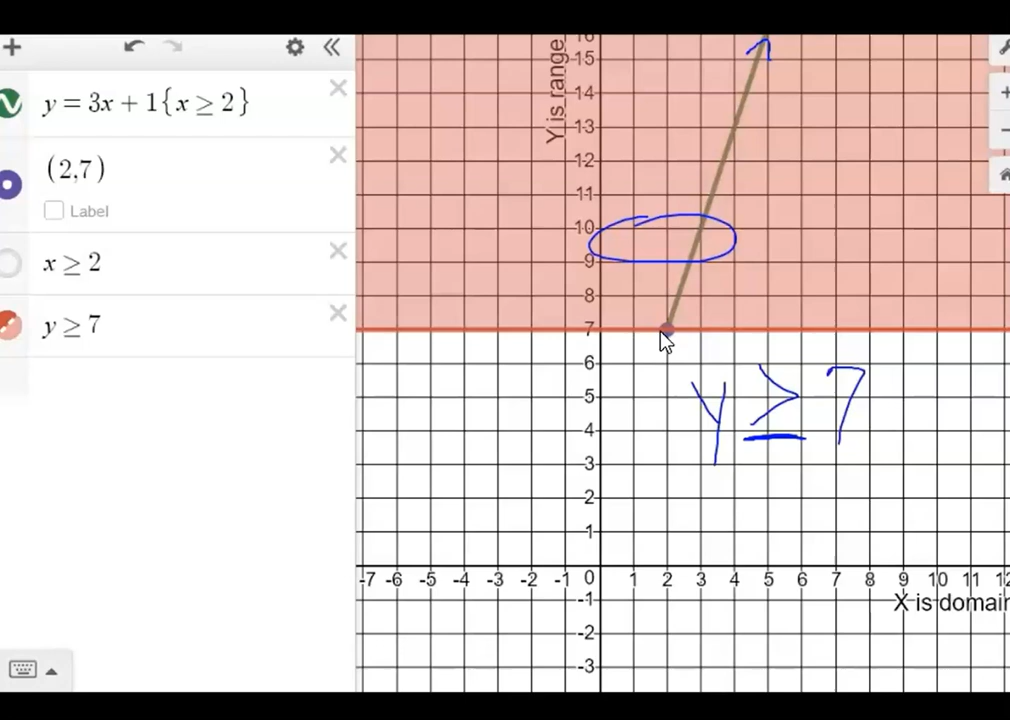 y = 3x + 1{x ≥ 2}
(2,7)
Label
x ≥ 2
y ≥ 7
Y is range
16
15
14
13
12
11
10
9
8
7
6
5
4
3
2
1
y ≥ 7
-7 -6 -5 -4 -3 -2 -1 0 1 2 3 4 5 6 7 8 9 10 11 12
X is domain
-1
-2
-3